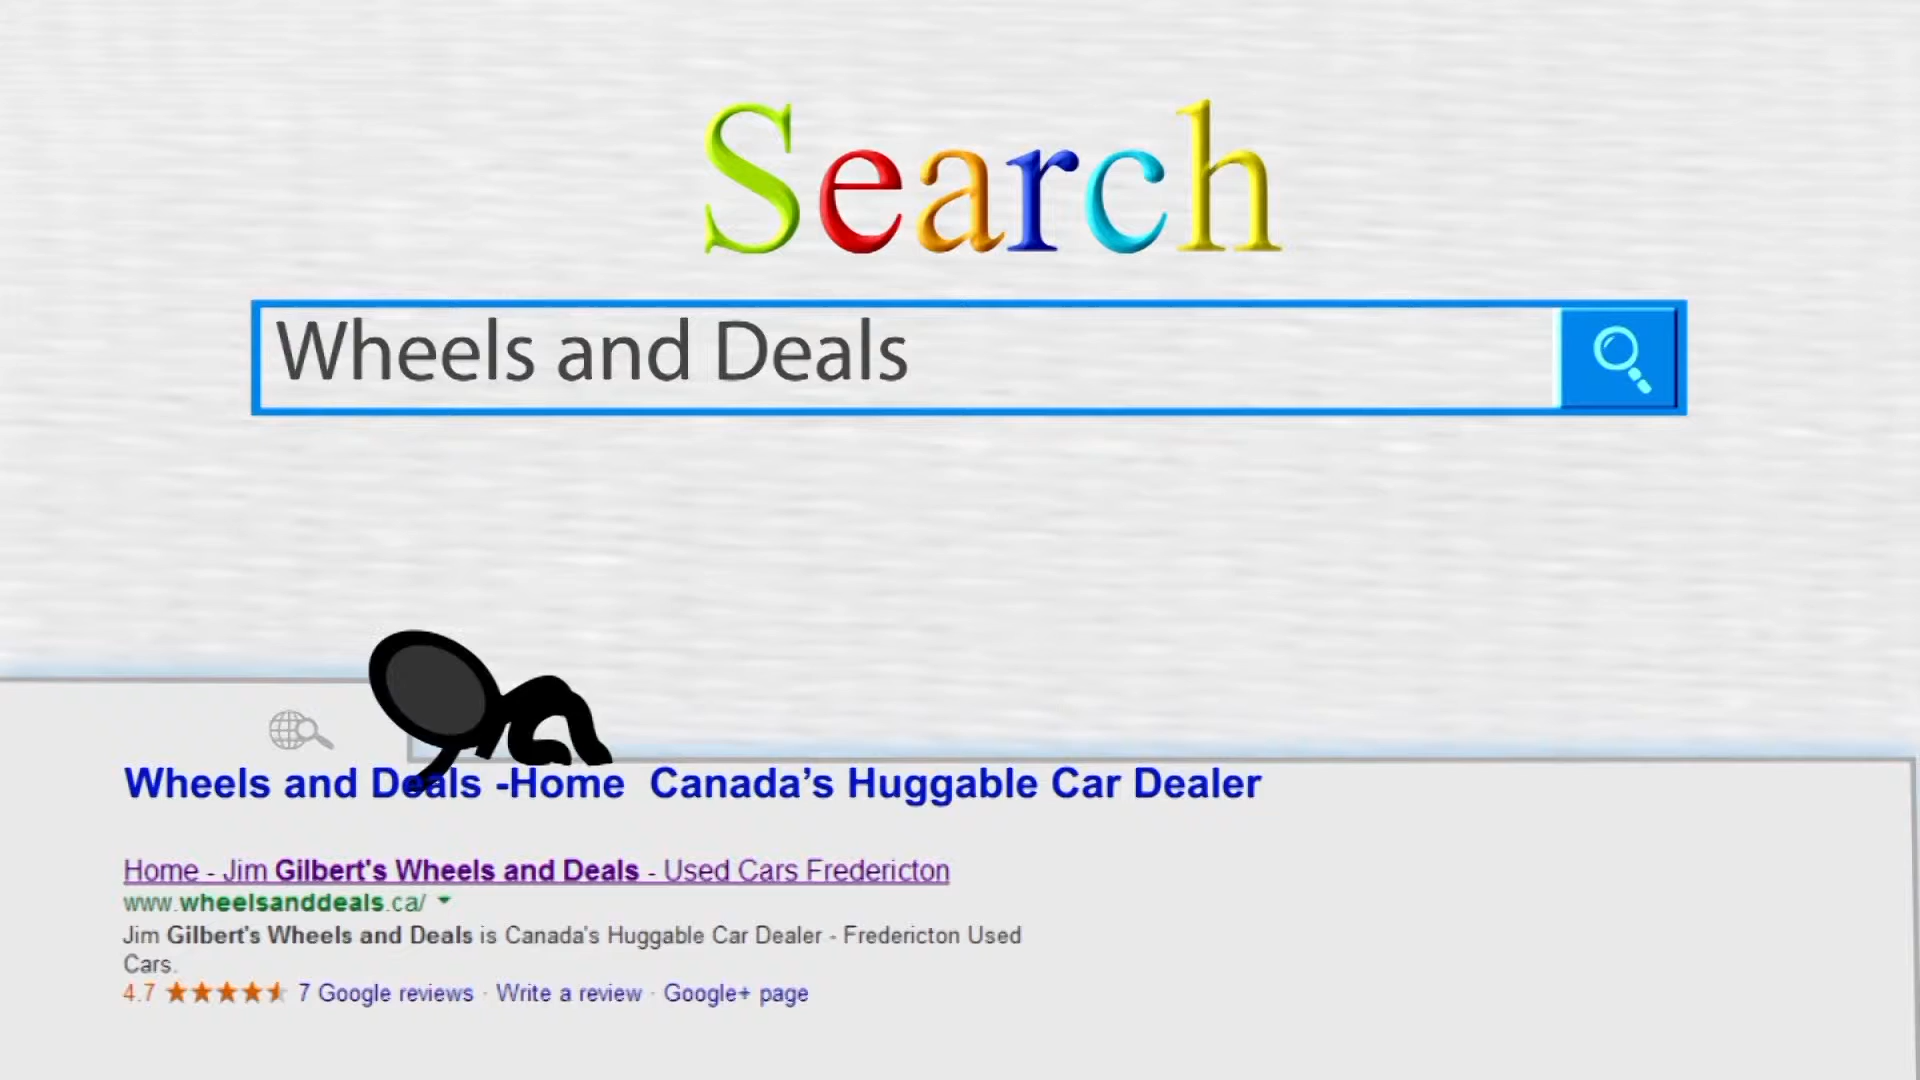 Search
Wheels and Deals
Wheels and Deals -Home  Canada’s Huggable Car Dealer
Home - Jim Gilbert's Wheels and Deals - Used Cars Fredericton
www.wheelsanddeals.ca/
Jim Gilbert's Wheels and Deals is Canada's Huggable Car Dealer - Fredericton Used
Cars.
4.7 ★★★★★ 7 Google reviews · Write a review · Google+ page